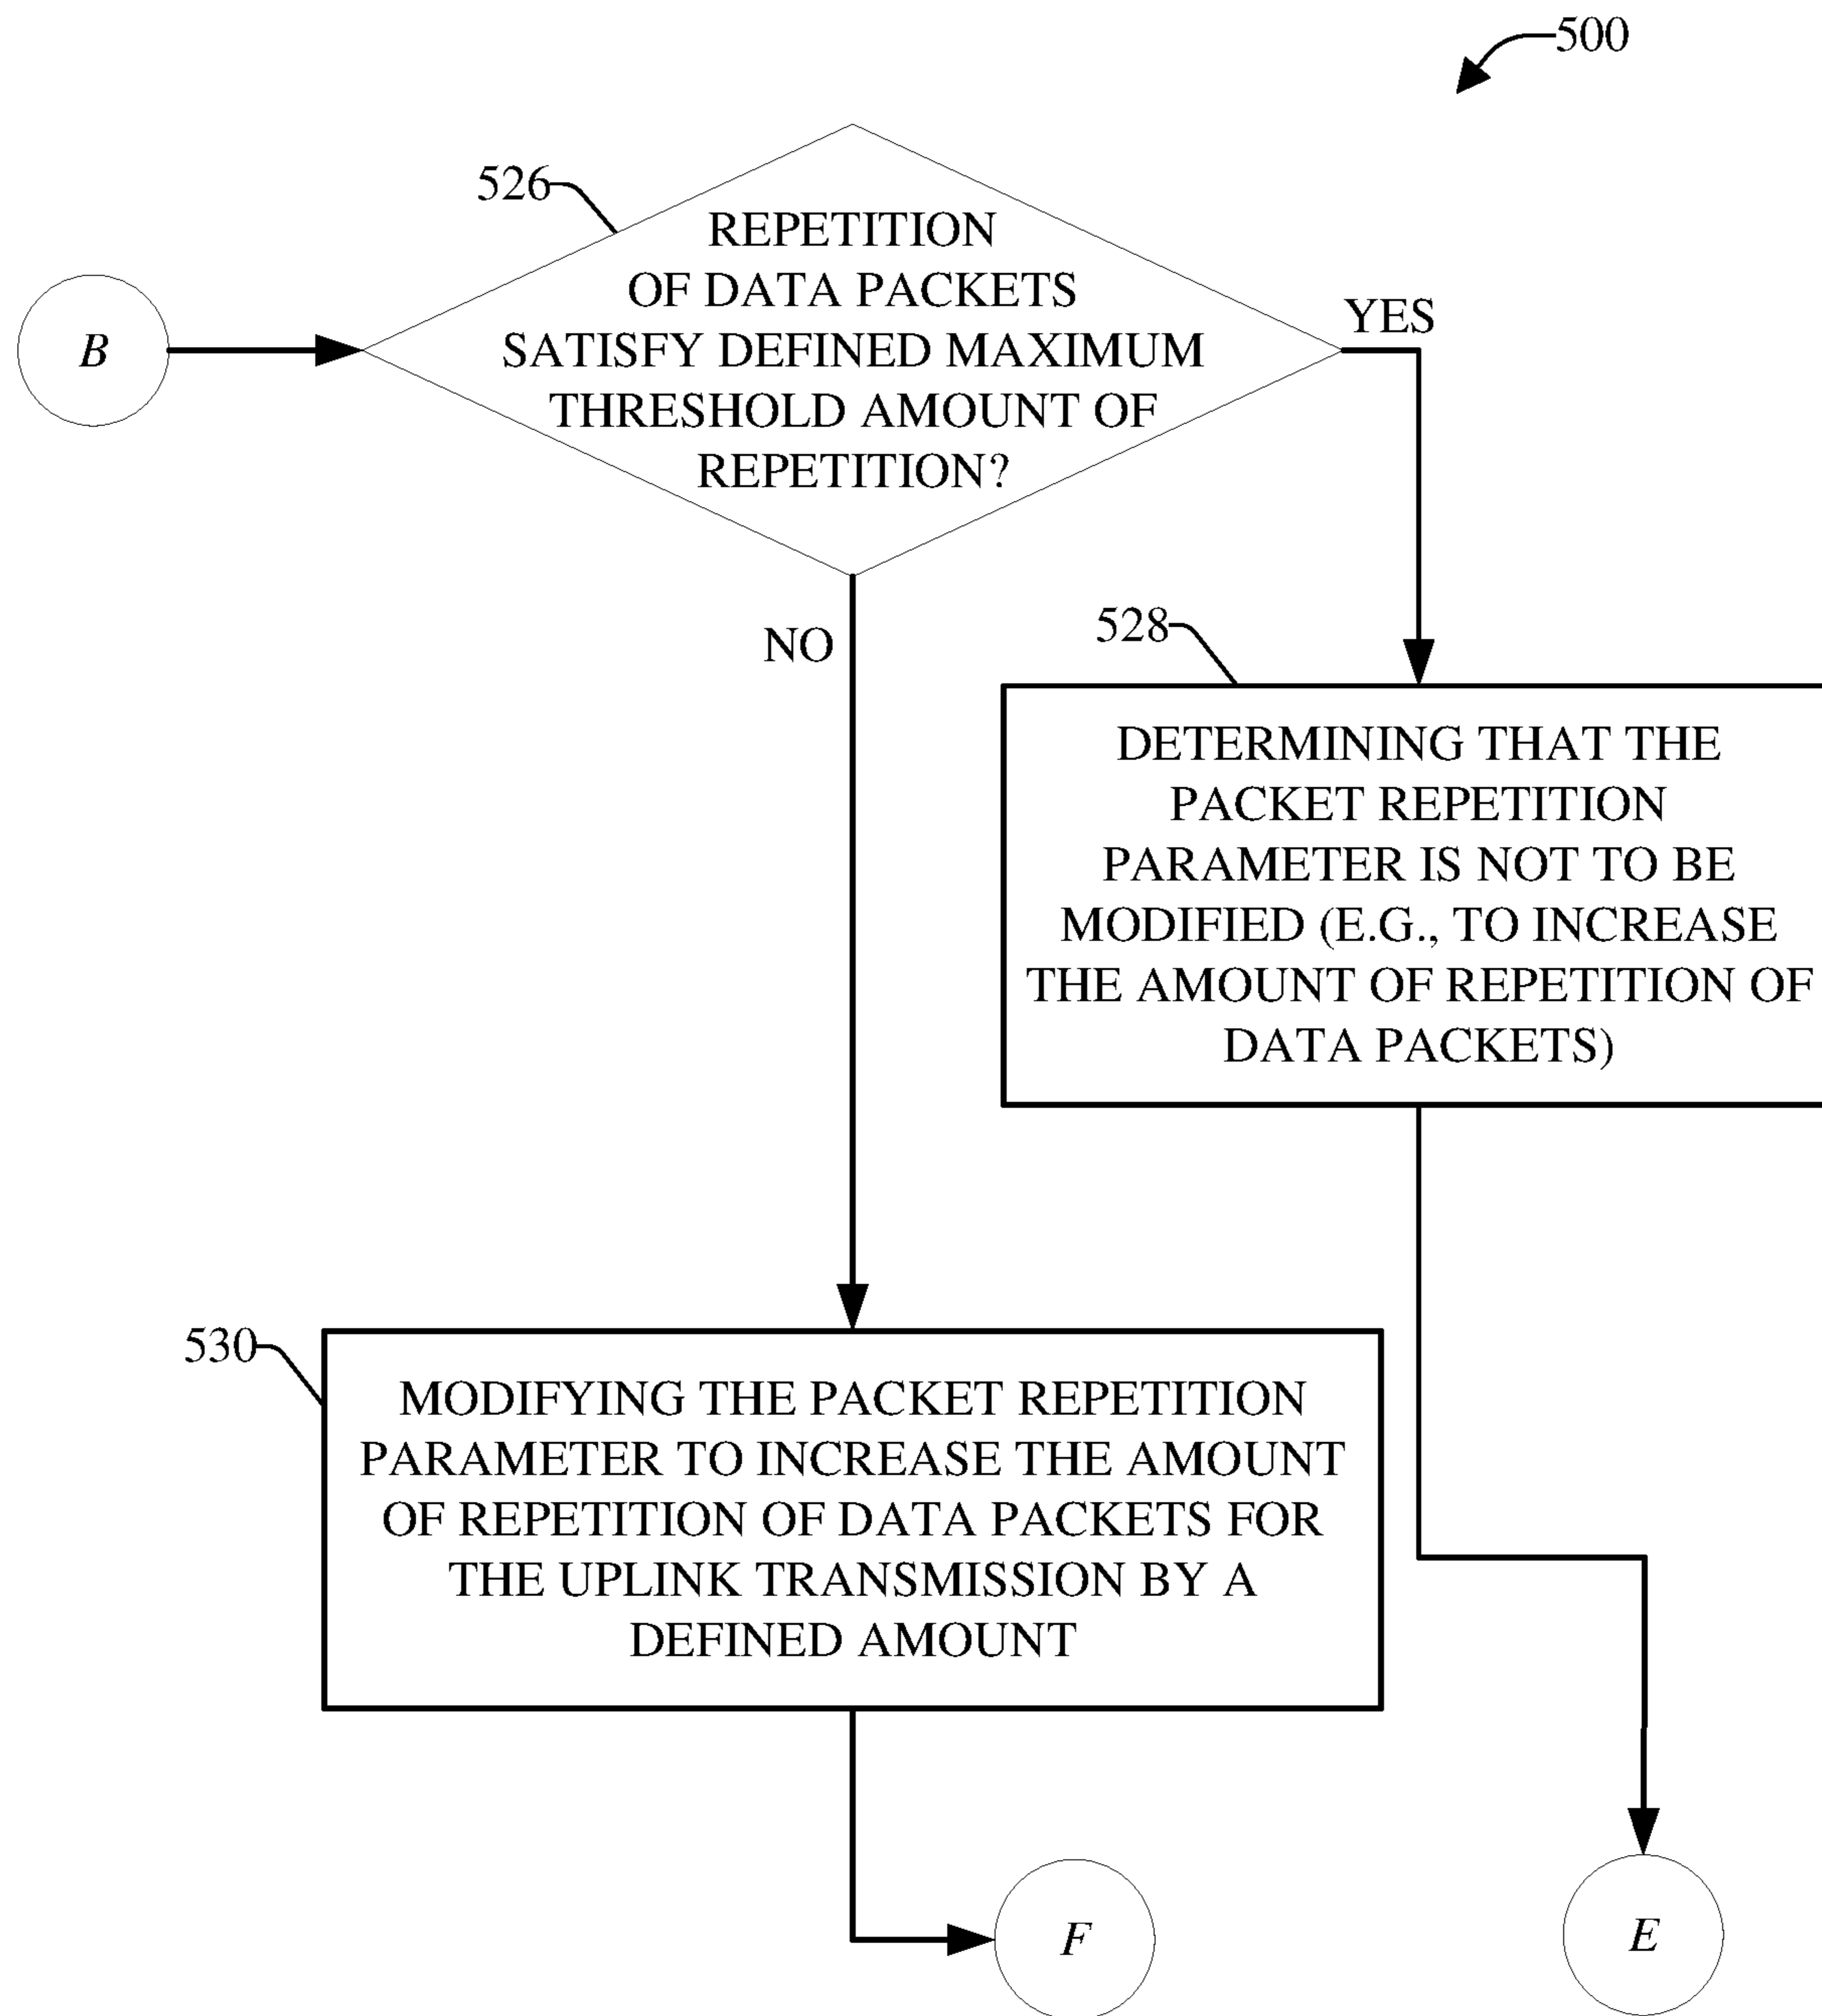 500
526
REPETITION
OF DATA PACKETS
SATISFY DEFINED MAXIMUM
THRESHOLD AMOUNT OF
REPETITION?
B
YES
NO
528
DETERMINING THAT THE
PACKET REPETITION
PARAMETER IS NOT TO BE
MODIFIED (E.G., TO INCREASE
THE AMOUNT OF REPETITION OF
DATA PACKETS)
530
MODIFYING THE PACKET REPETITION
PARAMETER TO INCREASE THE AMOUNT
OF REPETITION OF DATA PACKETS FOR
THE UPLINK TRANSMISSION BY A
DEFINED AMOUNT
F
E